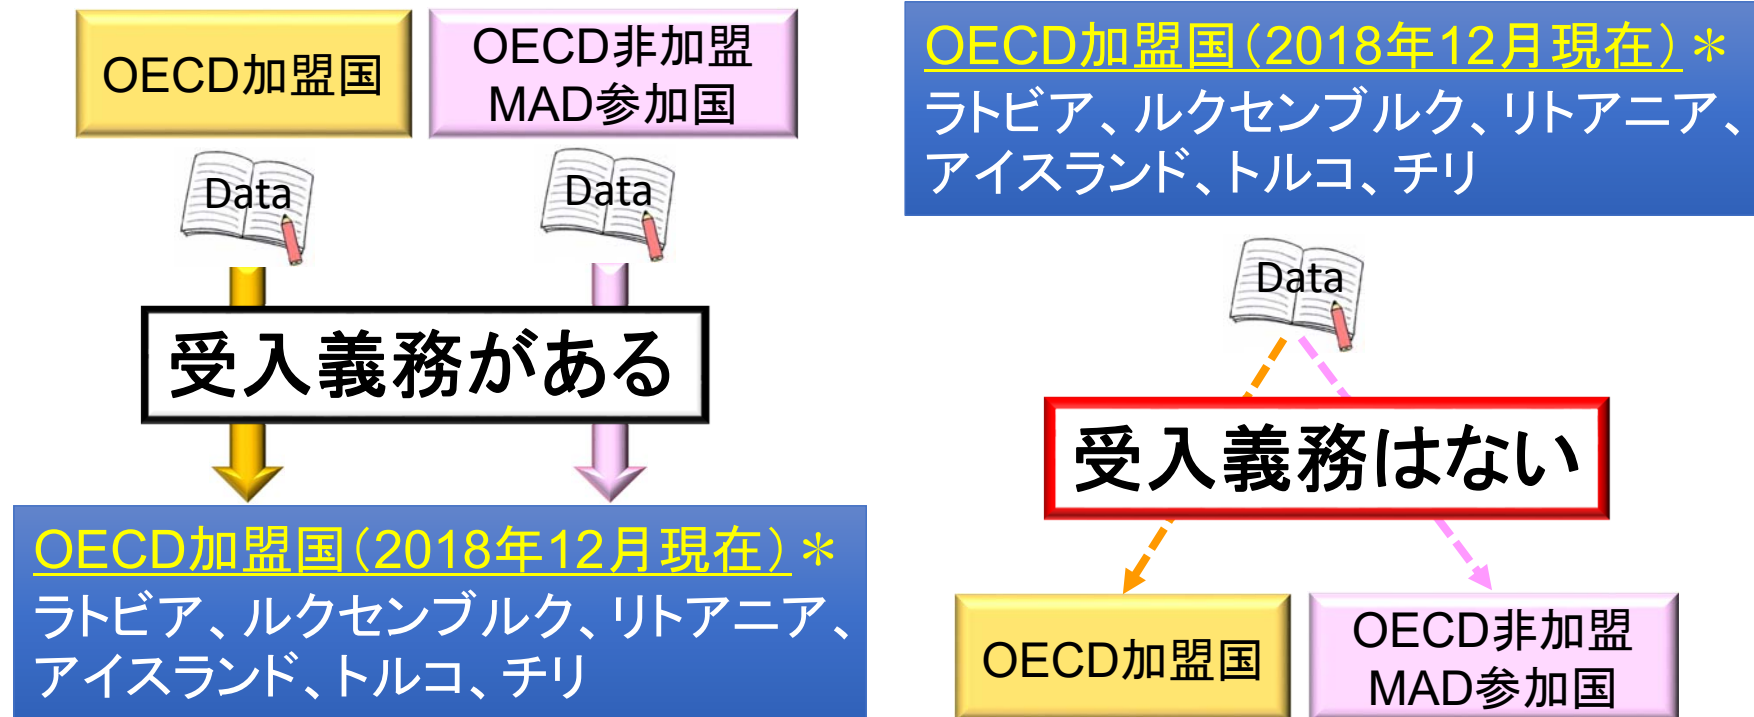 OECD加盟国
OECD非加盟
MAD参加国
Data
Data
受入義務がある
OECD加盟国（2018年12月現在）＊
ラトビア、ルクセンブルク、リトアニア、
アイスランド、トルコ、チリ
OECD加盟国（2018年12月現在）＊
ラトビア、ルクセンブルク、リトアニア、
アイスランド、トルコ、チリ
Data
受入義務はない
OECD加盟国
OECD非加盟
MAD参加国